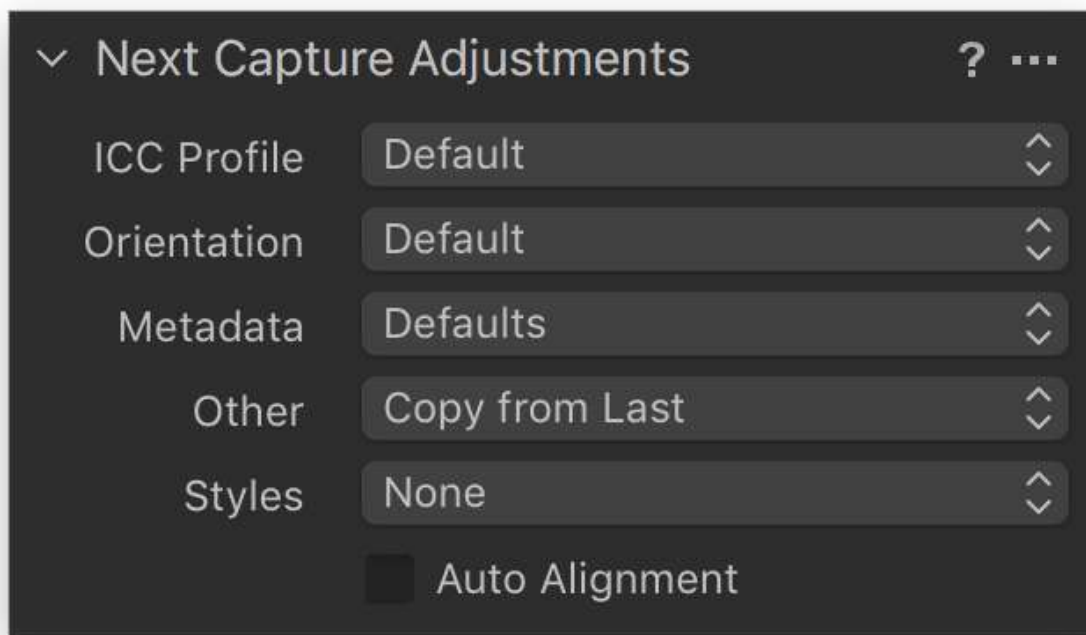 Next Capture Adjustments ? ...
ICC Profile Default
Orientation Default
Metadata Defaults
Other Copy from Last
Styles None
Auto Alignment